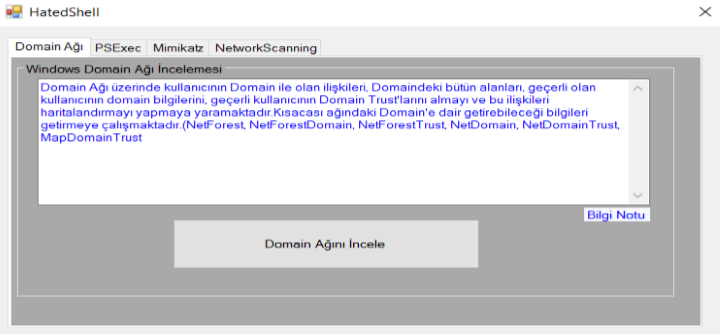 HatedShell
Domain Ağı PSExec Mimikatz NetworkScanning
Windows Domain Ağı İncelemesi
Domain Ağı üzerinde kullanıcının Domain ile olan ilişkileri, Domaindeki bütün alanları, geçerli olan
kullanıcının domain bilgilerini, geçerli kullanıcının Domain Trust'larını almayı ve bu ilişkileri
haritalandırmayı yapmaya yaramaktadır.Kısacası ağındaki Domain'e dair getirebileceği bilgileri
getirmeye çalışmaktadır.(NetForest, NetForestDomain, NetForestTrust, NetDomain, NetDomainTrust,
MapDomainTrust
Bilgi Notu
Domain Ağını İncele